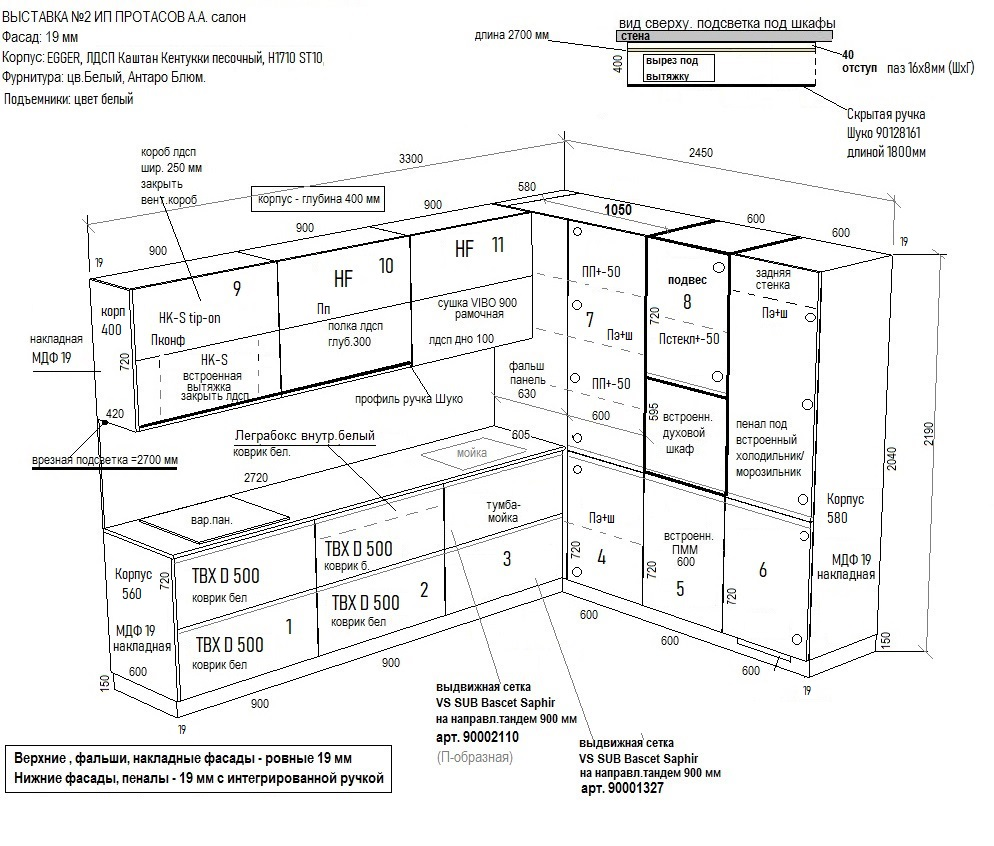 ВЫСТАВКА №2 ИП ПРОТАСОВ А.А. салон
Фасад: 19 мм
Корпус: EGGER, ЛДСП Каштан Кентукки песочный, H1710 ST10,
Фурнитура: цв.Белый, Антаро Блюм.
Подъемники: цвет белый
вид сверху. подсветка под шкафы
стена
длина 2700 мм
400
вырез под
вытяжку
40
отступ
паз 16х8мм (ШхГ)
Скрытая ручка
Шуко 90128161
длиной 1800мм
короб лдсп
шир. 250 мм
закрыть
вент.короб
корпус - глубина 400 мм
3300
2450
580
1050
600
600
19
900
900
900
19
9
HF
10
HF
11
корп
400
HK-S tip-on
Пконф
Пп
полка лдсп
глуб.300
сушка VIBO 900
рамочная
лдсп дно 100
HK-S
встроенная
вытяжка
закрыть лдсп
720
накладная
МДФ 19
420
профиль ручка Шуко
врезная подсветка =2700 мм
ПП+-50
7
Пэ+ш
ПП+-50
подвес
8
720
Пстекл+-50
задняя
стенка
Пэ+ш
фальш
панель
630
600
595
встроенн.
духовой
шкаф
пенал под
встроенный
холодильник/
морозильник
2190
2040
Леграбокс внутр.белый
коврик бел.
605
мойка
2720
вар.пан.
тумба-
мойка
Корпус
560
720
TBX D 500
коврик бел
TBX D 500
коврик б.
3
TBX D 500
коврик бел
2
TBX D 500
коврик бел
1
МДФ 19
накладная
600
150
19
900
900
Пэ+ш
720
4
встроенн.
ПММ
600
720
5
6
720
Корпус
580
МДФ 19
накладная
600
600
600
150
19
выдвижная сетка
VS SUB Bascet Saphir
на направл.тандем 900 мм
арт. 90002110
(П-образная)
выдвижная сетка
VS SUB Bascet Saphir
на направл.тандем 900 мм
арт. 90001327
Верхние , фальши, накладные фасады - ровные 19 мм
Нижние фасады, пеналы - 19 мм с интегрированной ручкой